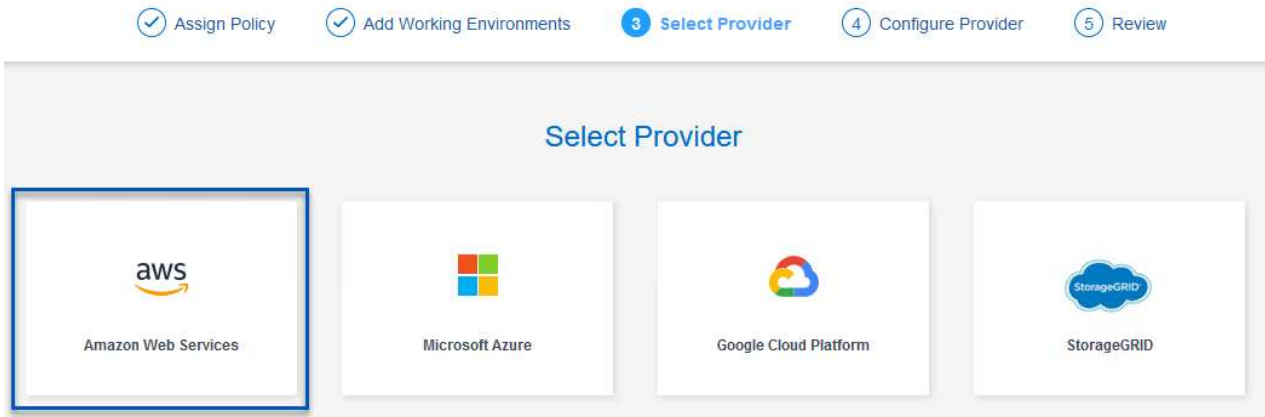 Assign Policy Add Working Environments 3 Select Provider 4 Configure Provider 5 Review
Select Provider
aws StorageGRID
Amazon Web Services Microsoft Azure Google Cloud Platform StorageGRID